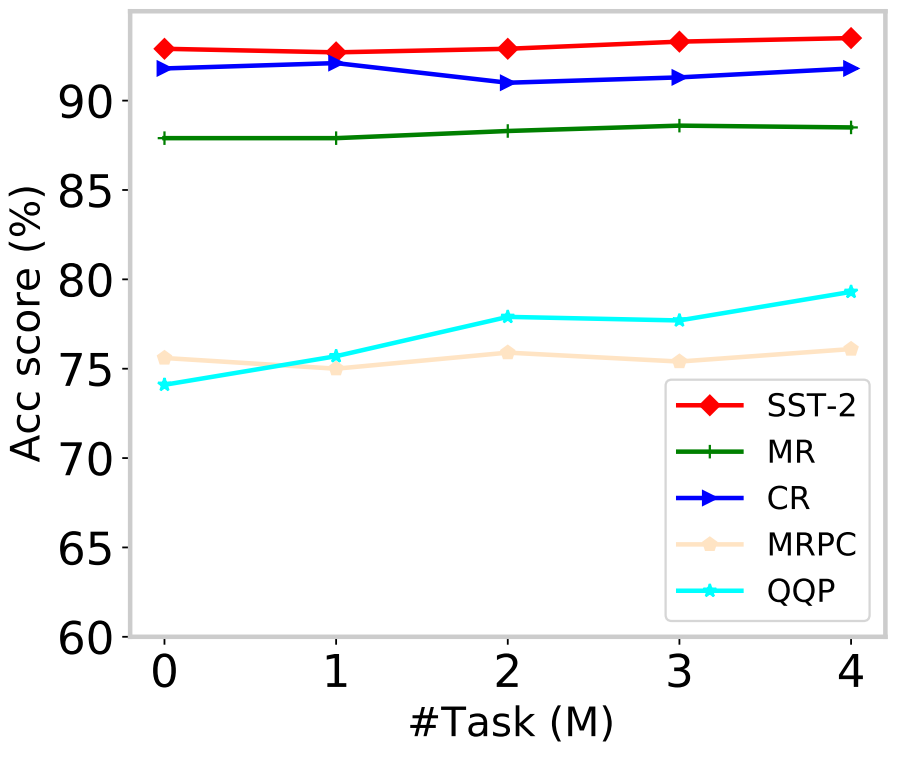 Acc score (%)
90
85
80
75
70
65
60
0 1 2 3 4
#Task (M)
SST-2
MR
CR
MRPC
QQP